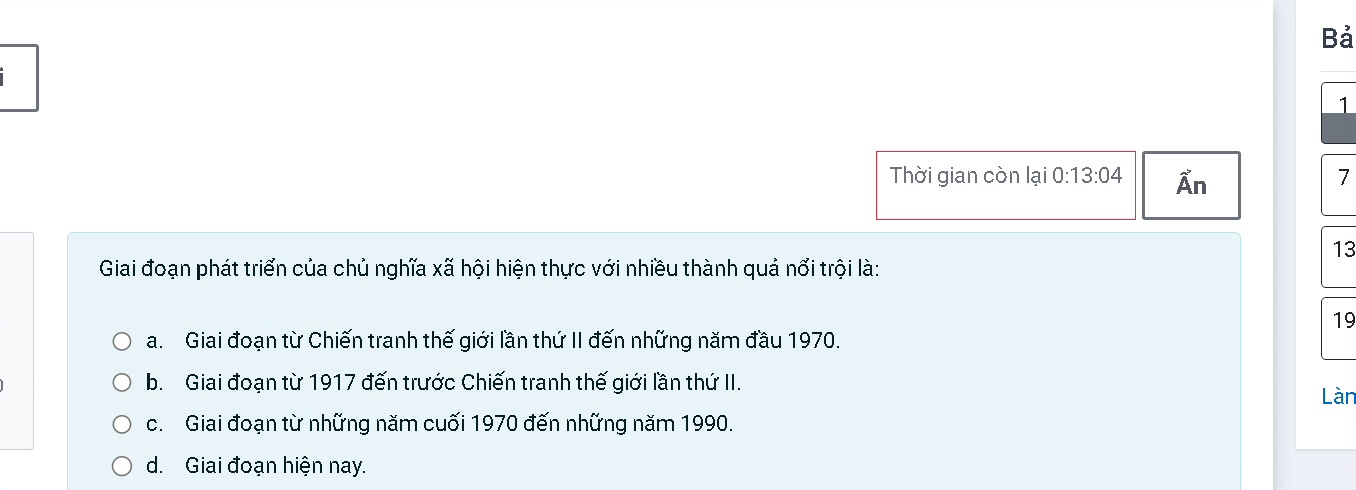 Bả
i
1
Thời gian còn lại 0:13:04
Ẩn
7
Giai đoạn phát triển của chủ nghĩa xã hội hiện thực với nhiều thành quả nổi trội là:
13
19
a. Giai đoạn từ Chiến tranh thế giới lần thứ II đến những năm đầu 1970.
b. Giai đoạn từ 1917 đến trước Chiến tranh thế giới lần thứ II.
c. Giai đoạn từ những năm cuối 1970 đến những năm 1990.
d. Giai đoạn hiện nay.
Làn